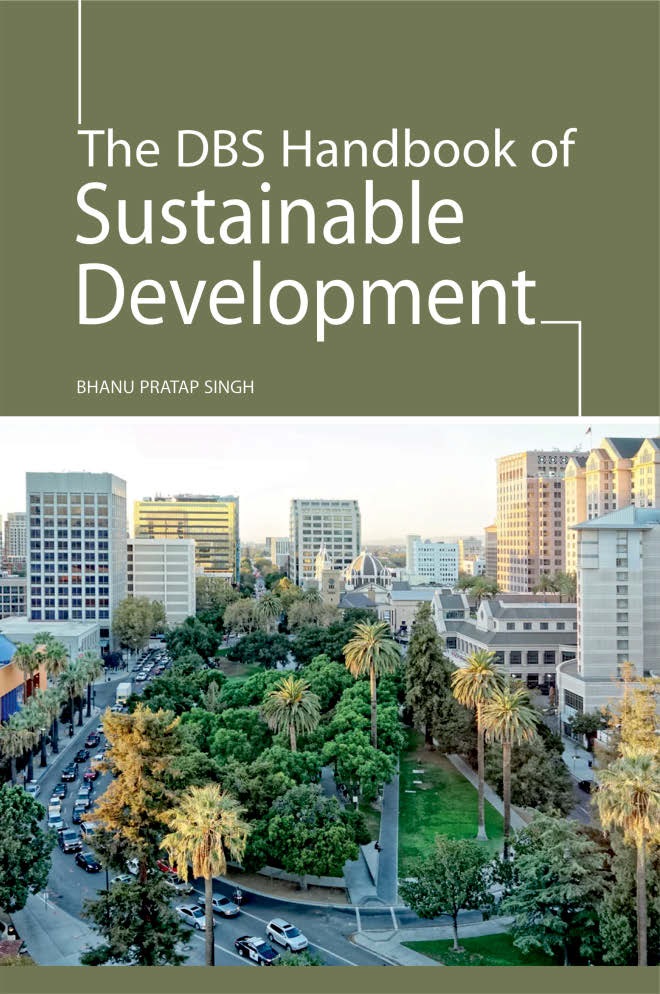 The DBS Handbook of
Sustainable
Development
BHANU PRATAP SINGH